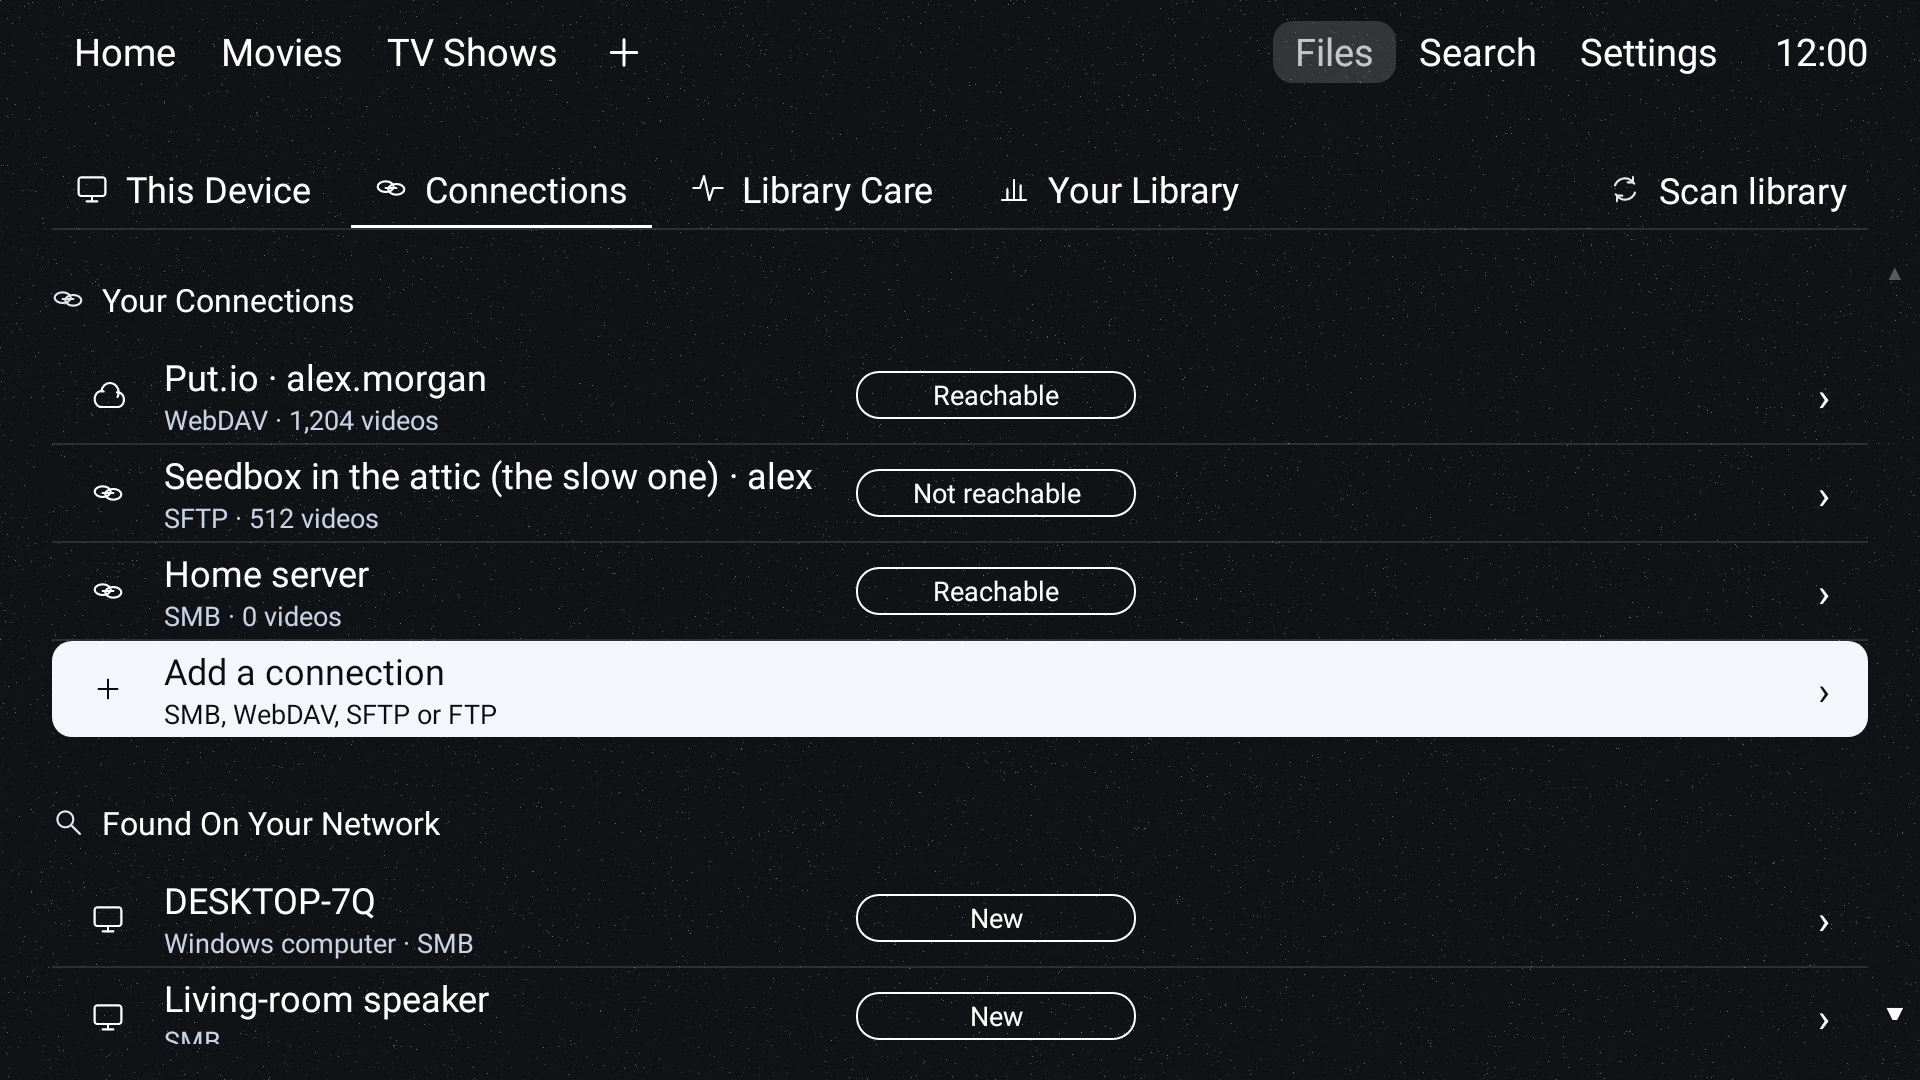 Home Movies TV Shows + Files Search Settings 12:00
This Device Connections Library Care Your Library Scan library
Your Connections
Put.io · alex.morgan
WebDAV · 1,204 videos
Reachable
Seedbox in the attic (the slow one) · alex
SFTP · 512 videos
Not reachable
Home server
SMB · 0 videos
Reachable
Add a connection
SMB, WebDAV, SFTP or FTP
Found On Your Network
DESKTOP-7Q
Windows computer · SMB
New
Living-room speaker
SMB
New